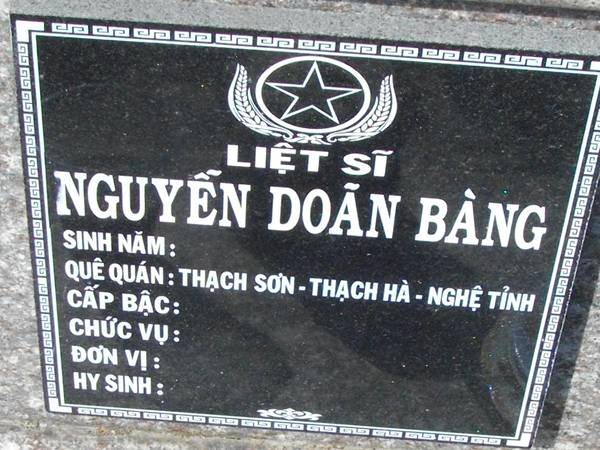 LIỆT SĨ
NGUYỄN DOÃN BÀNG
SINH NĂM :
QUÊ QUÁN : THẠCH SƠN - THẠCH HÀ - NGHỆ TỈNH
CẤP BẬC :
CHỨC VỤ :
ĐƠN VỊ :
HY SINH :